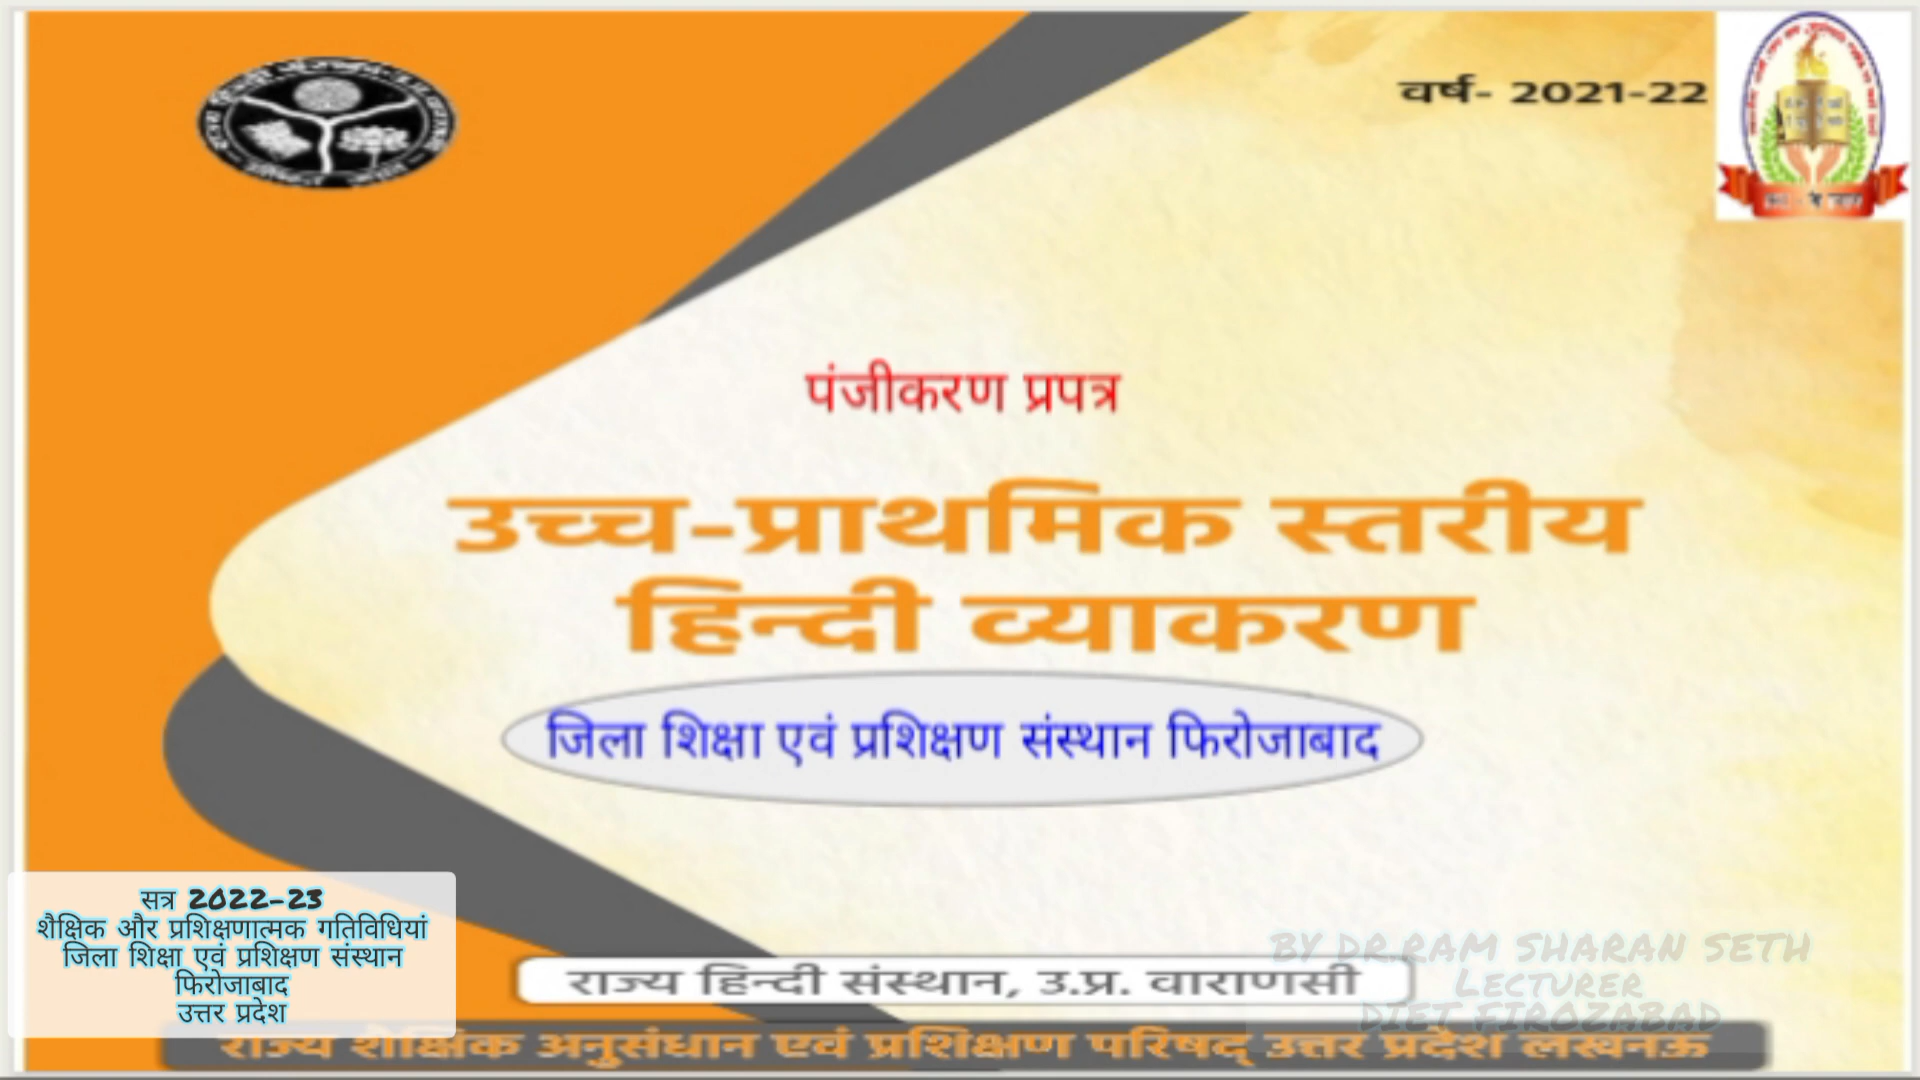 वर्ष- 2021-22
पंजीकरण प्रपत्र
उच्च-प्राथमिक स्तरीय
हिन्दी व्याकरण
जिला शिक्षा एवं प्रशिक्षण संस्थान फिरोजाबाद
सत्र 2022-23
शैक्षिक और प्रशिक्षणात्मक गतिविधियां
जिला शिक्षा एवं प्रशिक्षण संस्थान
फिरोजाबाद
उत्तर प्रदेश
राज्य हिन्दी संस्थान, उ.प्र. वाराणसी
BY DR.RAM SHARAN SETH
LECTURER
DIET FIROZABAD
राज्य शैक्षिक अनुसंधान एवं प्रशिक्षण परिषद् उत्तर प्रदेश लखनऊ